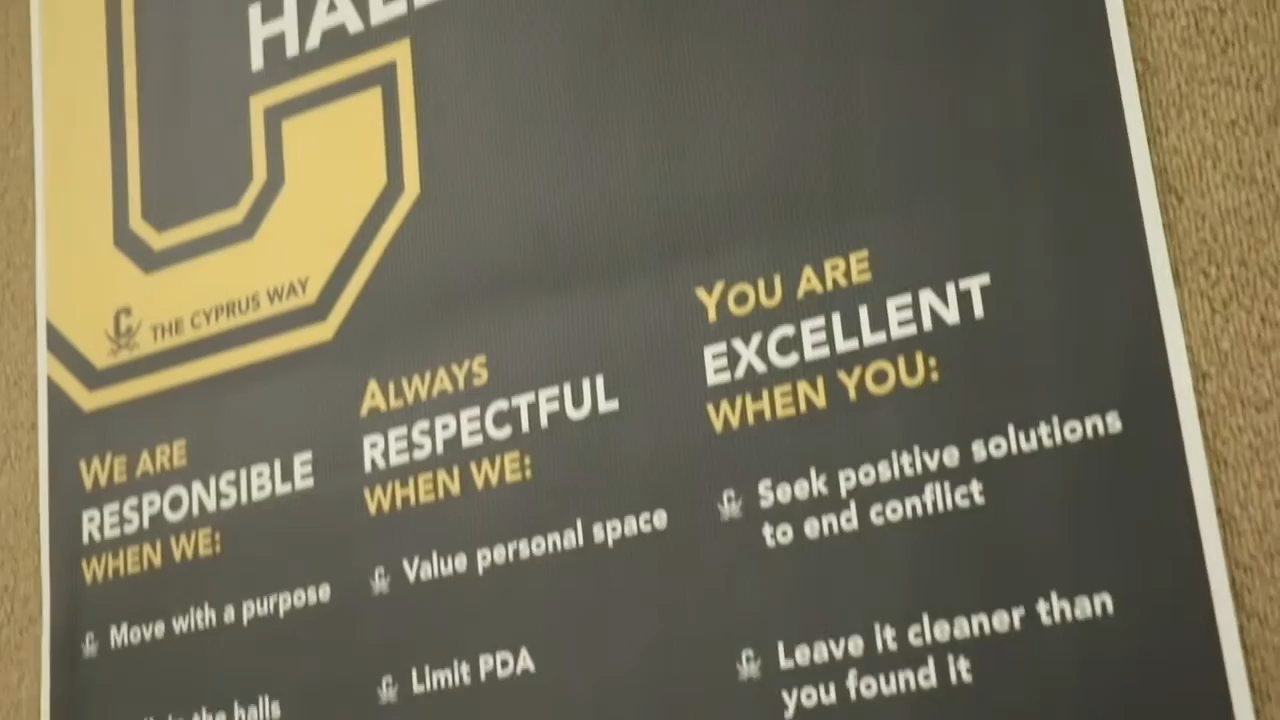 THE CYPRUS WAY
WE ARE
RESPONSIBLE
WHEN WE:
Move with a purpose
the halls
ALWAYS
RESPECTFUL
WHEN WE:
Value personal space
Limit PDA
YOU ARE
EXCELLENT
WHEN YOU:
Seek positive solutions
to end conflict
Leave it cleaner than
you found it